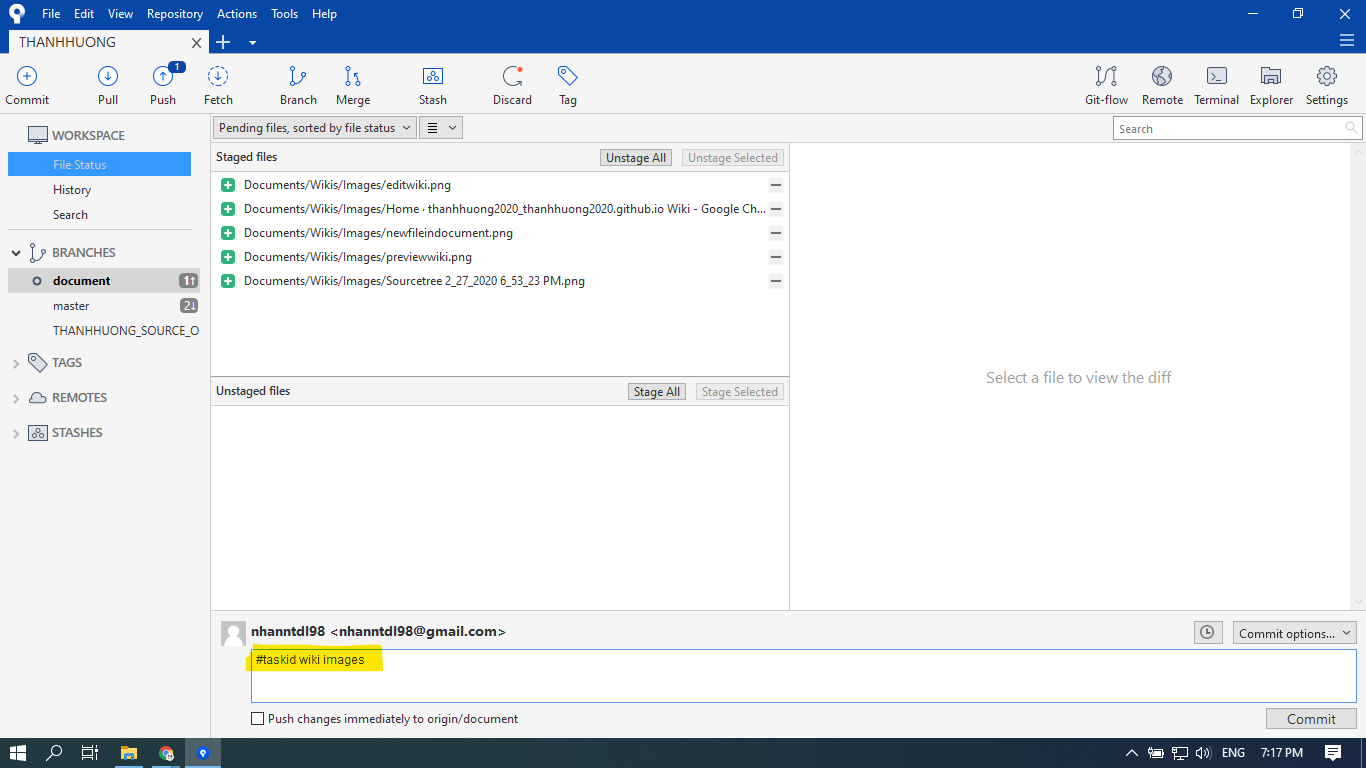 File Edit View Repository Actions Tools Help
THANHHUONG
Commit Pull Push 1 Fetch Branch Merge Stash Discard Tag Git-flow Remote Terminal Explorer Settings
WORKSPACE
File Status
History
Search
BRANCHES
document 1↑
master 2↓
THANHHUONG_SOURCE_O
TAGS
REMOTES
STASHES
Pending files, sorted by file status
Search
Staged files Unstage All Unstage Selected
Documents/Wikis/Images/editwiki.png
Documents/Wikis/Images/Home · thanhhuong2020_thanhhuong2020.github.io Wiki - Google Ch...
Documents/Wikis/Images/newfileindocument.png
Documents/Wikis/Images/previewwiki.png
Documents/Wikis/Images/Sourcetree 2_27_2020 6_53_23 PM.png
Unstaged files Stage All Stage Selected
Select a file to view the diff
nhanntdl98 <nhanntdl98@gmail.com>
Commit options...
#taskid wiki images
Push changes immediately to origin/document
Commit
ENG 7:17 PM